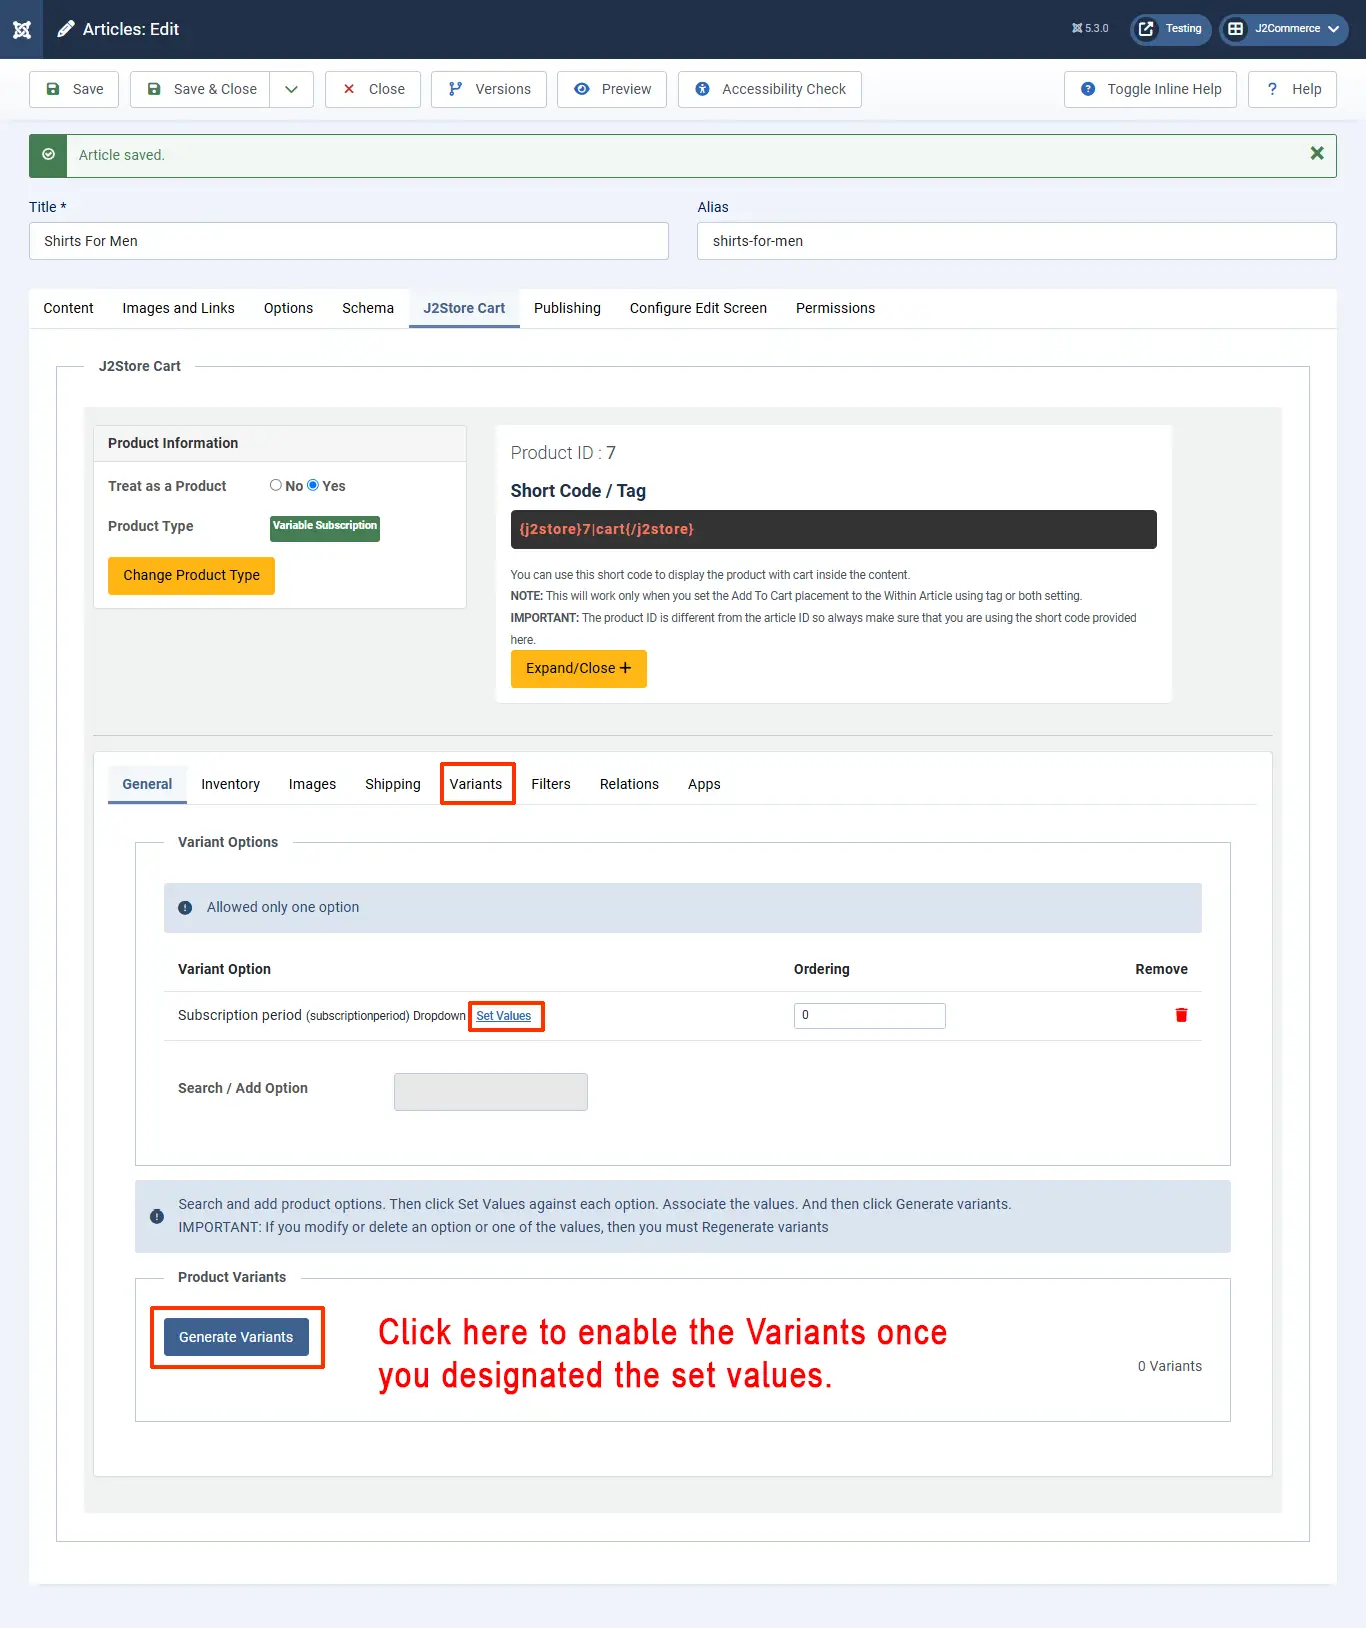 Articles: Edit
5.3.0
Testing
J2Commerce
Save
Save & Close
Close
Versions
Preview
Accessibility Check
Toggle Inline Help
? Help
Article saved.
Title *
Alias
Shirts For Men
shirts-for-men
Content
Images and Links
Options
Schema
J2Store Cart
Publishing
Configure Edit Screen
Permissions
J2Store Cart
Product Information
Treat as a Product
No
Yes
Product Type
Variable Subscription
Change Product Type
Product ID : 7
Short Code / Tag
{j2store}7|cart{/j2store}
You can use this short code to display the product with cart inside the content.
NOTE: This will work only when you set the Add To Cart placement to the Within Article using tag or both setting.
IMPORTANT: The product ID is different from the article ID so always make sure that you are using the short code provided
here.
Expand/Close +
General
Inventory
Images
Shipping
Variants
Filters
Relations
Apps
Variant Options
Allowed only one option
Variant Option
Ordering
Remove
Subscription period (subscriptionperiod) Dropdown Set Values
0
Search / Add Option
Search and add product options. Then click Set Values against each option. Associate the values. And then click Generate variants.
IMPORTANT: If you modify or delete an option or one of the values, then you must Regenerate variants
Product Variants
Generate Variants
Click here to enable the Variants once
you designated the set values.
0 Variants